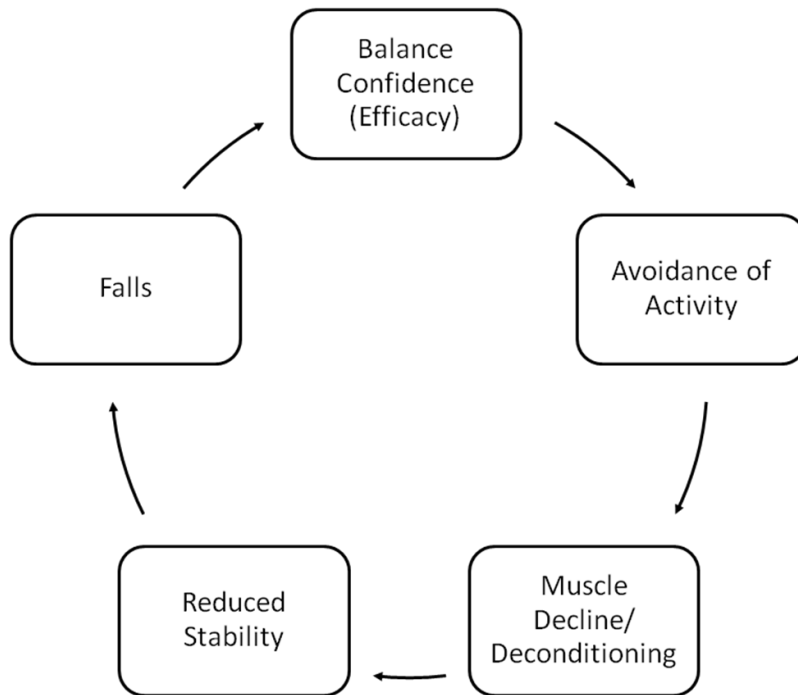 Balance
Confidence
(Efficacy)
Avoidance of
Activity
Muscle
Decline/
Deconditioning
Reduced
Stability
Falls